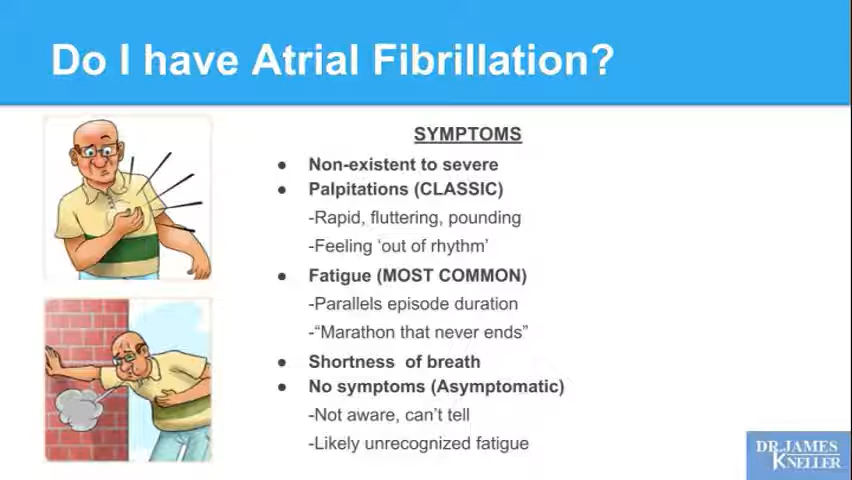 Do I have Atrial Fibrillation?
SYMPTOMS
● Non-existent to severe
● Palpitations (CLASSIC)
-Rapid, fluttering, pounding
-Feeling ‘out of rhythm’
● Fatigue (MOST COMMON)
-Parallels episode duration
-“Marathon that never ends”
● Shortness of breath
● No symptoms (Asymptomatic)
-Not aware, can’t tell
-Likely unrecognized fatigue
DR.JAMES
KNELLER